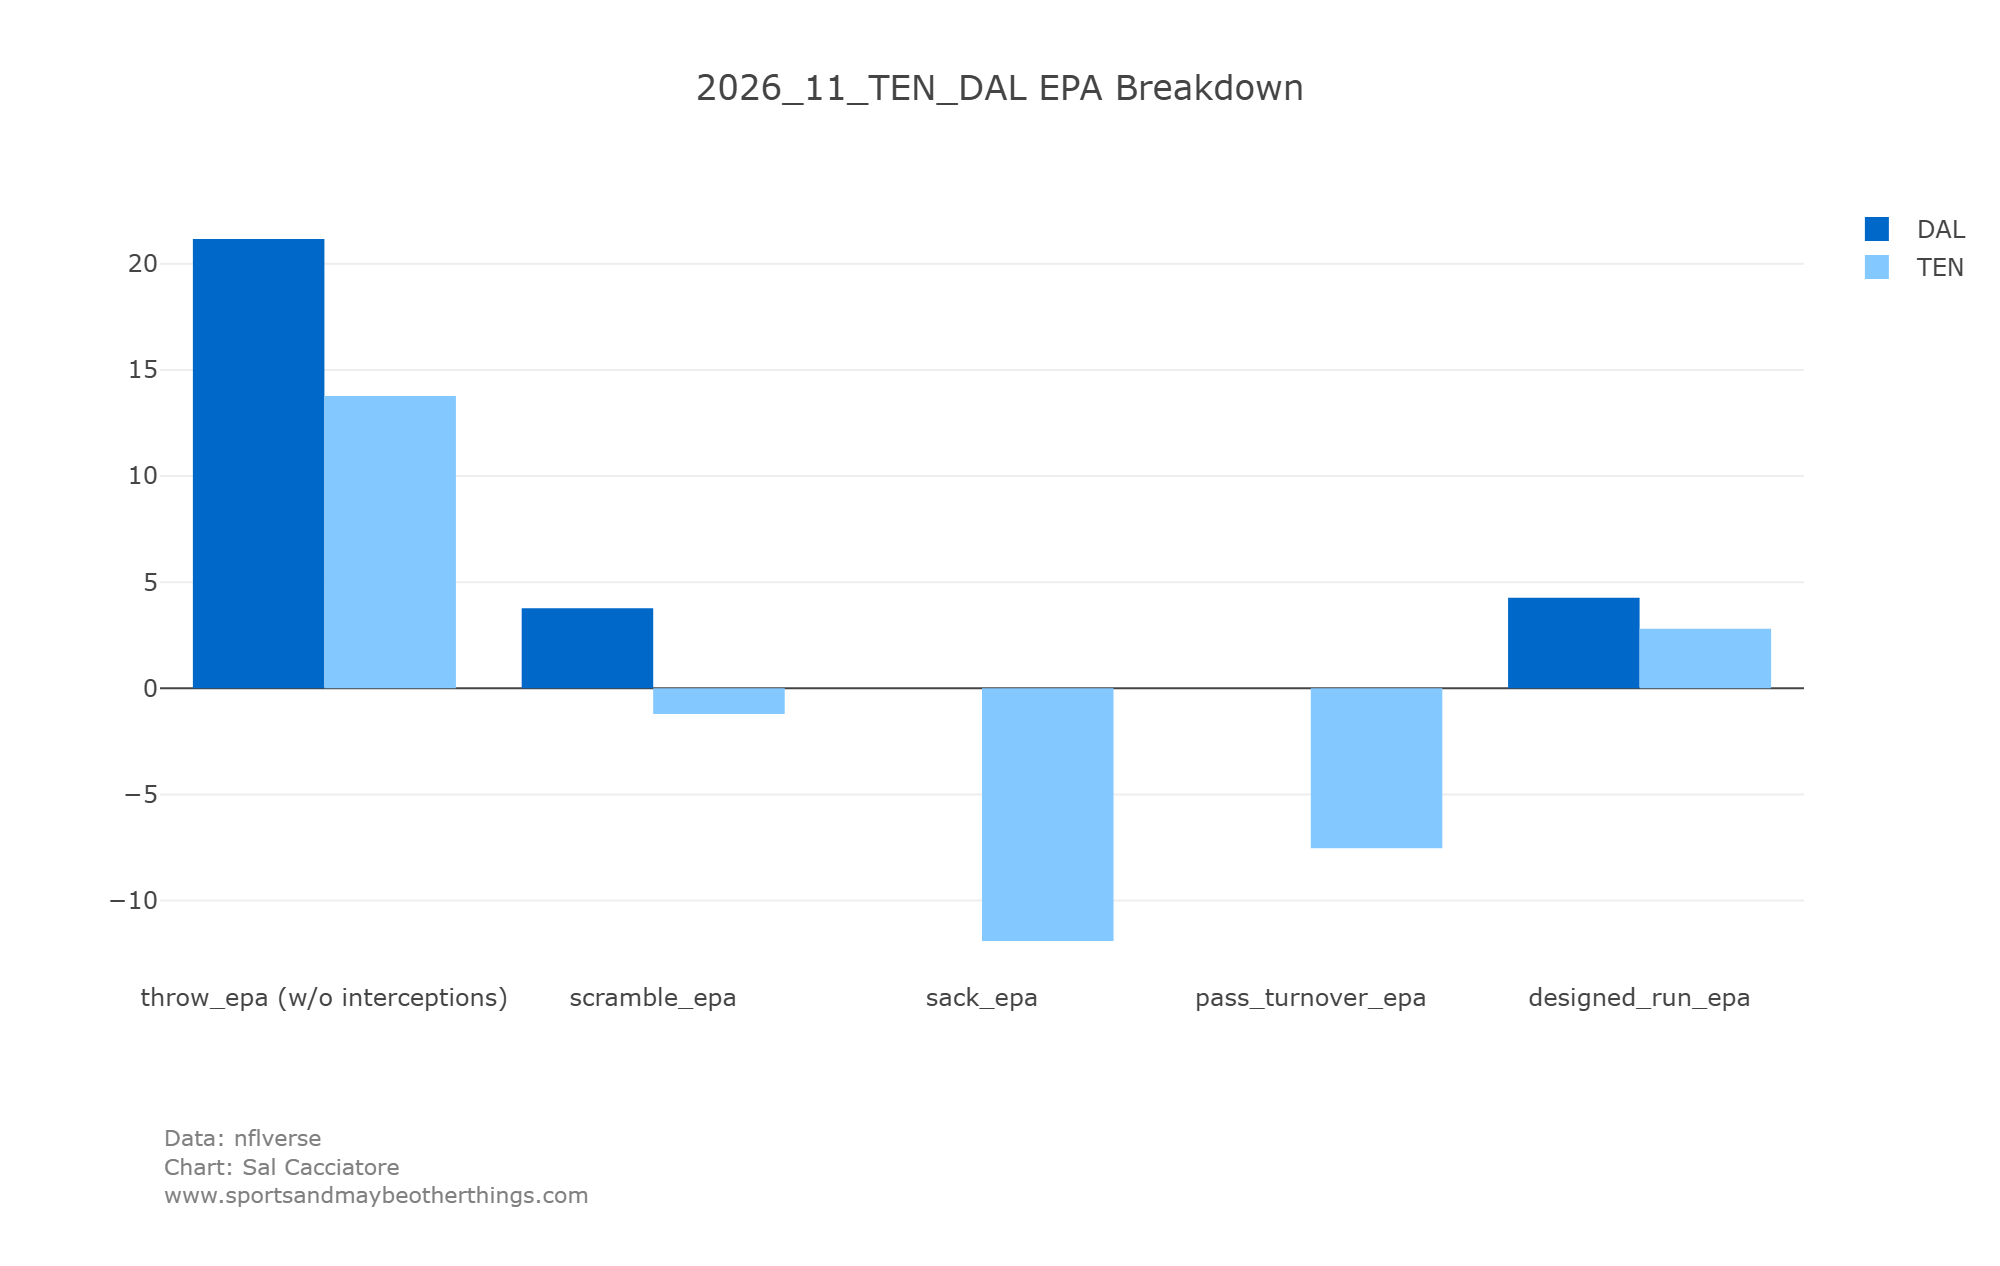 2026_11_TEN_DAL EPA Breakdown
DAL
TEN
20
15
10
5
0
−5
−10
throw_epa (w/o interceptions)
scramble_epa
sack_epa
pass_turnover_epa
designed_run_epa
Data: nflverse
Chart: Sal Cacciatore
www.sportsandmaybeotherthings.com